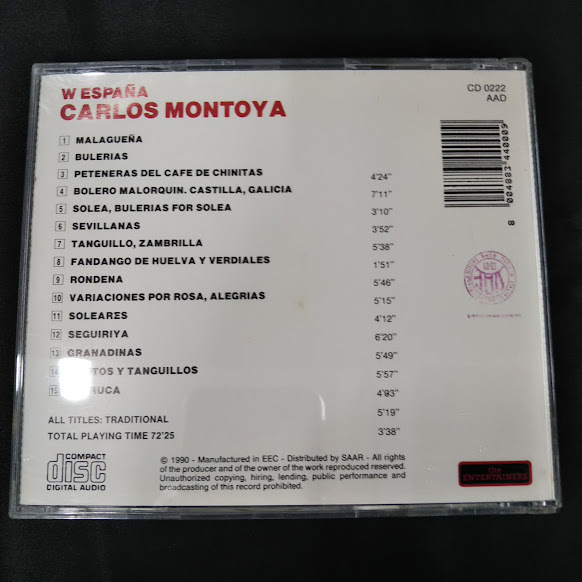 W ESPAÑA
CARLOS MONTOYA
CD 0222
AAD
1 MALAGUEÑA
2 BULERIAS
3 PETENERAS DEL CAFE DE CHINITAS
4 BOLERO MALORQUIN. CASTILLA, GALICIA
5 SOLEA, BULERIAS FOR SOLEA
6 SEVILLANAS
7 TANGUILLO, ZAMBRILLA
8 FANDANGO DE HUELVA Y VERDIALES
9 RONDENA
10 VARIACIONES POR ROSA, ALEGRIAS
11 SOLEARES
12 SEGUIRIYA
13 GRANADINAS
14 Y TANGUILLOS
15
4'24"
7'11"
3'10"
3'52"
5'38"
1'51"
5'46"
5'15"
4'12"
6'20"
5'49"
5'57"
4'93"
5'19"
3'38"
8 004883 440009
ALL TITLES: TRADITIONAL
TOTAL PLAYING TIME 72'25
COMPACT
disc
DIGITAL AUDIO
© 1990 - Manufactured in EEC - Distributed by SAAR - All rights
of the producer and of the owner of the work reproduced reserved.
Unauthorized copying, hiring, lending, public performance and
broadcasting of this record prohibited.
the
ENTERTAINERS